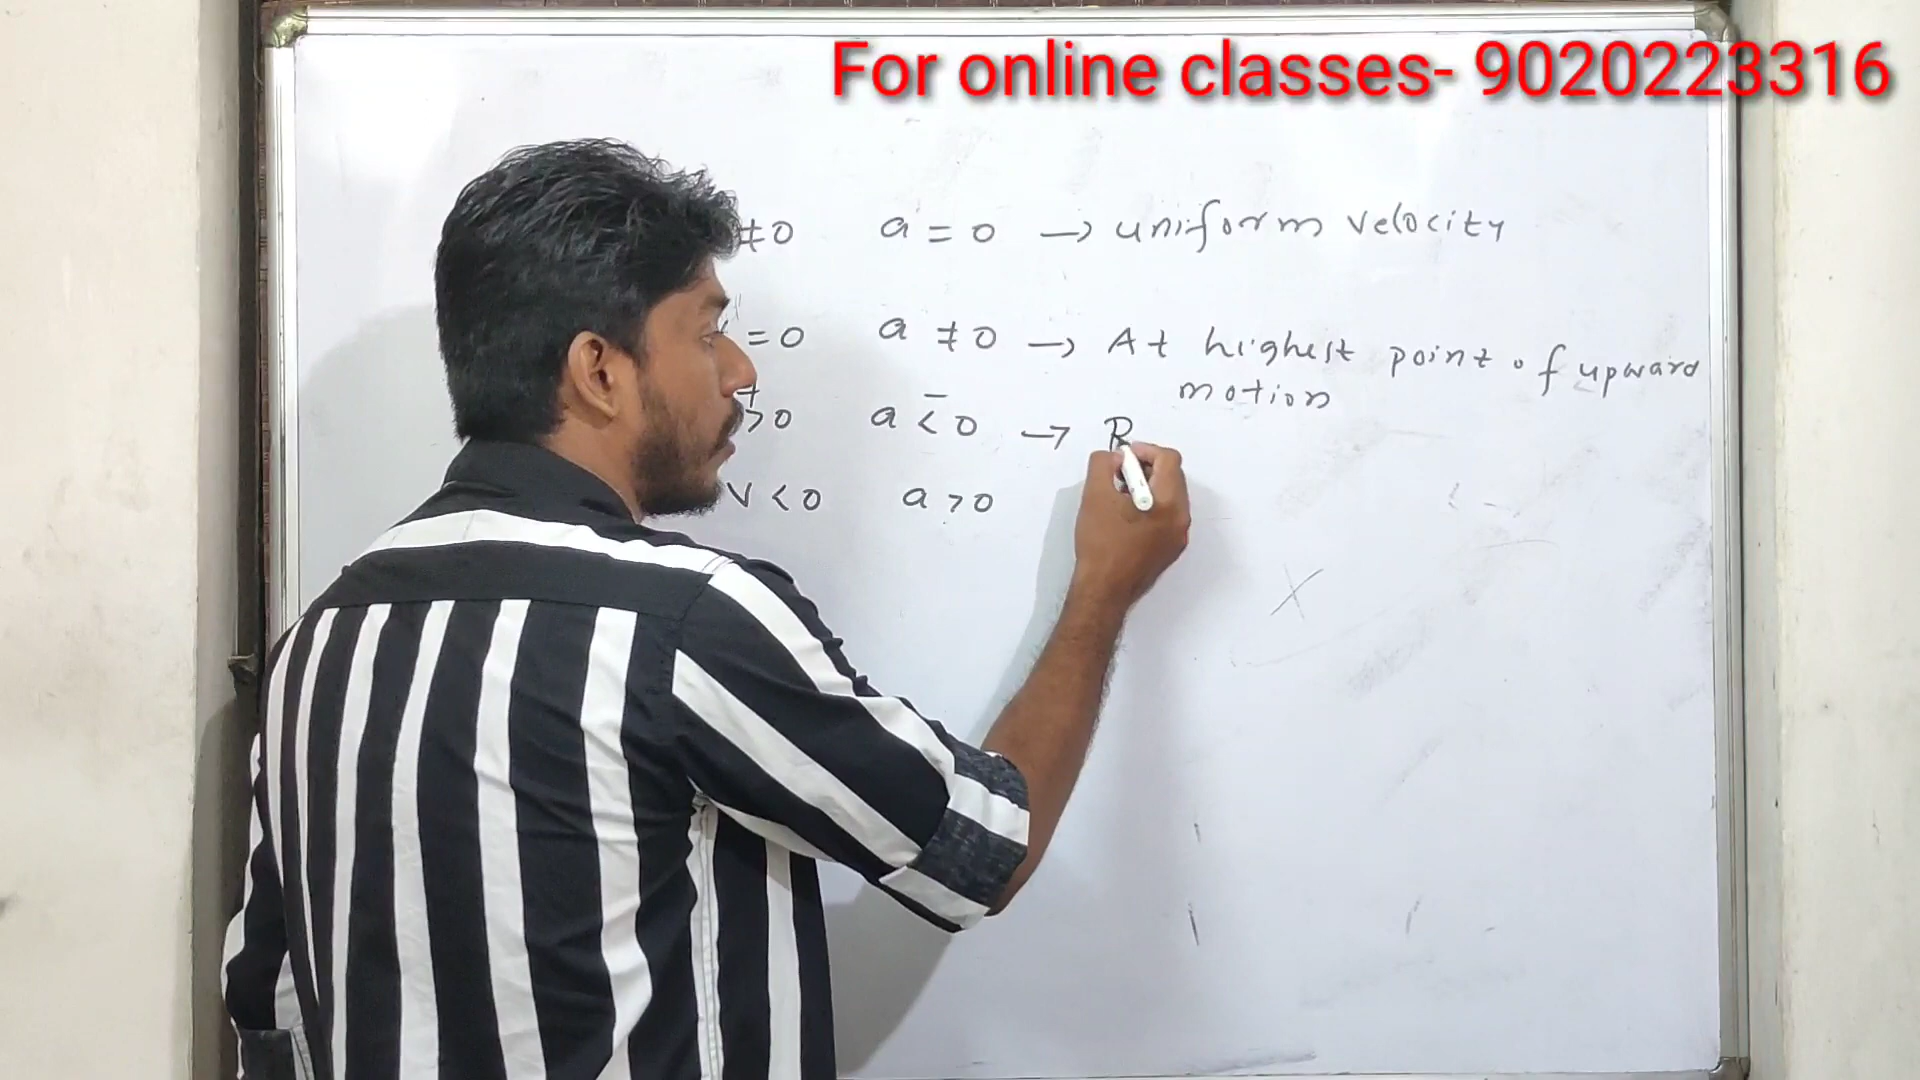 For online classes- 9020223316
≠0 a = 0 → uniform velocity
= 0 a ≠ 0 → At highest point of upward
motion
+ −
>0 a < 0 → R
v < 0 a > 0